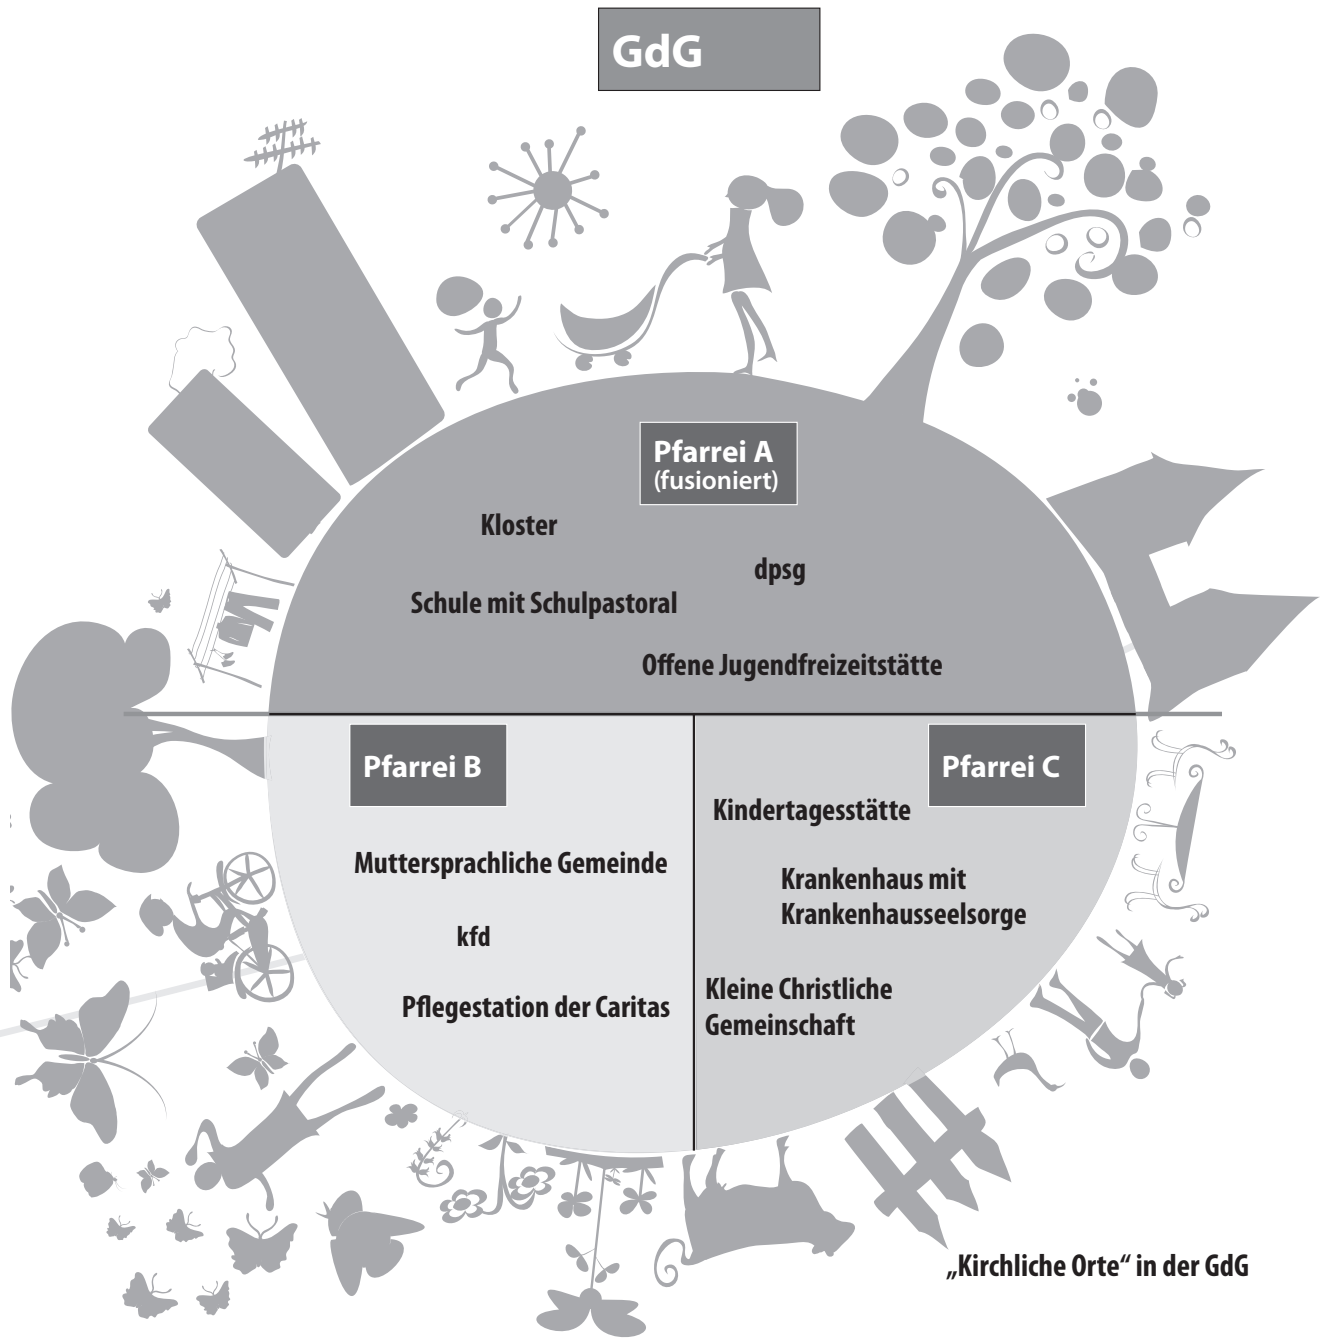 GdG
Pfarrei A
(fusioniert)
Kloster
dpsg
Schule mit Schulpastoral
Offene Jugendfreizeitstätte
Pfarrei B
Muttersprachliche Gemeinde
kfd
Pflegestation der Caritas
Pfarrei C
Kindertagesstätte
Krankenhaus mit
Krankenhausseelsorge
Kleine Christliche
Gemeinschaft
„Kirchliche Orte“ in der GdG